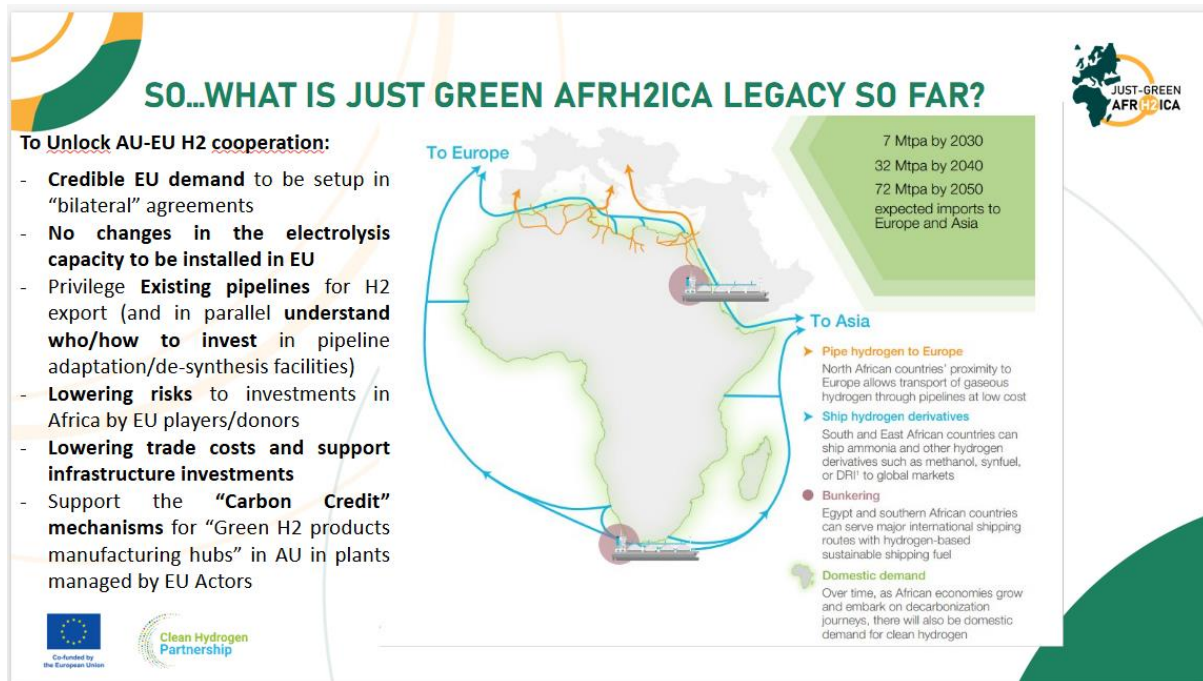 SO...WHAT IS JUST GREEN AFRH2ICA LEGACY SO FAR?
JUST-GREEN
AFRH2ICA
To Unlock AU-EU H2 cooperation:
- Credible EU demand to be setup in
“bilateral” agreements
- No changes in the electrolysis
capacity to be installed in EU
- Privilege Existing pipelines for H2
export (and in parallel understand
who/how to invest in pipeline
adaptation/de-synthesis facilities)
- Lowering risks to investments in
Africa by EU players/donors
- Lowering trade costs and support
infrastructure investments
- Support the “Carbon Credit”
mechanisms for “Green H2 products
manufacturing hubs” in AU in plants
managed by EU Actors
To Europe
7 Mtpa by 2030
32 Mtpa by 2040
72 Mtpa by 2050
expected imports to
Europe and Asia
To Asia
Pipe hydrogen to Europe
North African countries’ proximity to
Europe allows transport of gaseous
hydrogen through pipelines at low cost
Ship hydrogen derivatives
South and East African countries can
ship ammonia and other hydrogen
derivatives such as methanol, synfuel,
or DRI¹ to global markets
Bunkering
Egypt and southern African countries
can serve major international shipping
routes with hydrogen-based
sustainable shipping fuel
Domestic demand
Over time, as African economies grow
and embark on decarbonization
journeys, there will also be domestic
demand for clean hydrogen
Co-funded by
the European Union
Clean Hydrogen
Partnership